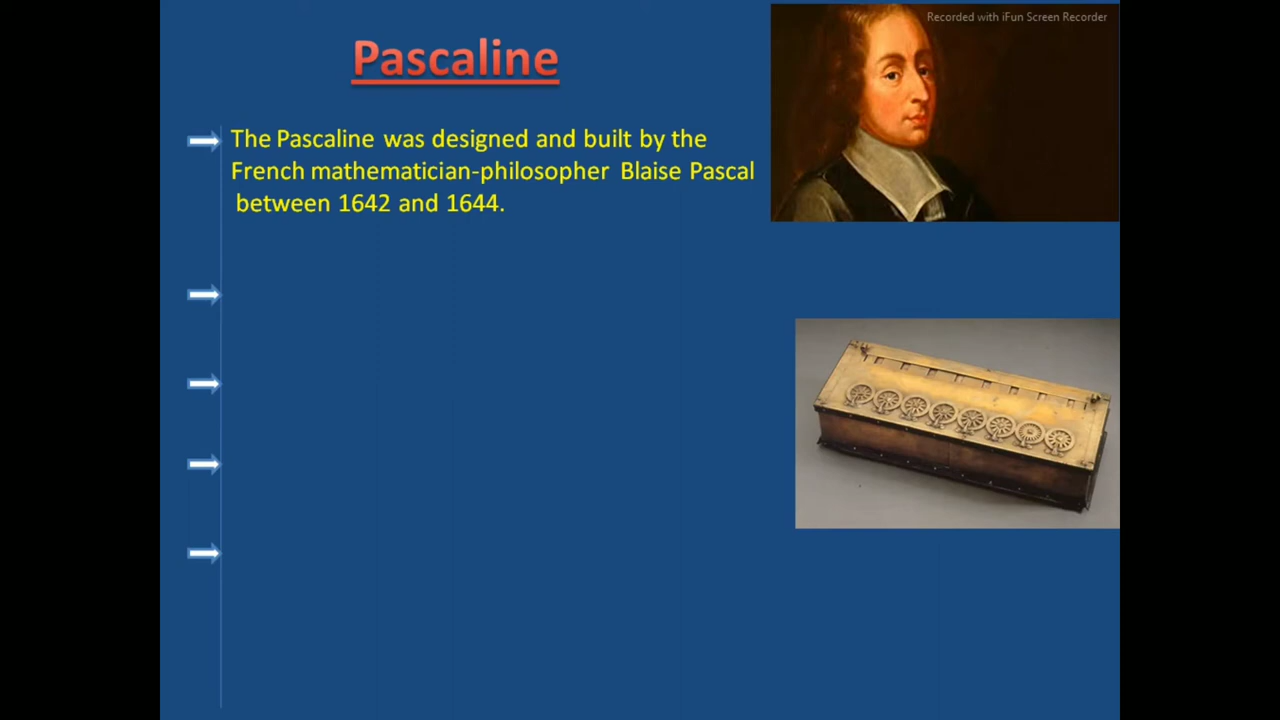 Recorded with iFun Screen Recorder
Pascaline
The Pascaline was designed and built by the
French mathematician-philosopher Blaise Pascal
between 1642 and 1644.